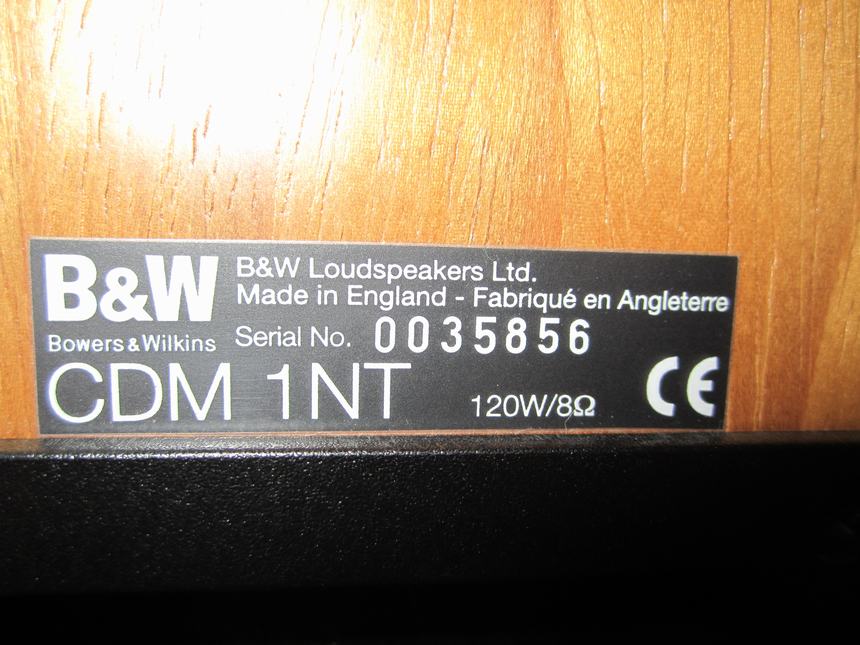 B&W
Bowers & Wilkins
B&W Loudspeakers Ltd.
Made in England - Fabriqué en Angleterre
Serial No. 0035856
CDM 1NT
120W/8Ω
CE